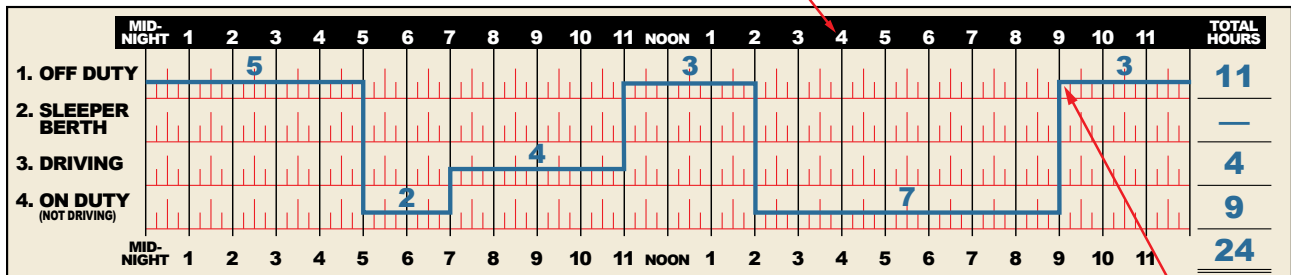 MID-NIGHT 1 2 3 4 5 6 7 8 9 10 11 NOON 1 2 3 4 5 6 7 8 9 10 11 TOTAL HOURS
1. OFF DUTY 5 3 3 11
2. SLEEPER BERTH —
3. DRIVING 4 4
4. ON DUTY (NOT DRIVING) 2 7 9
MID-NIGHT 1 2 3 4 5 6 7 8 9 10 11 NOON 1 2 3 4 5 6 7 8 9 10 11 24